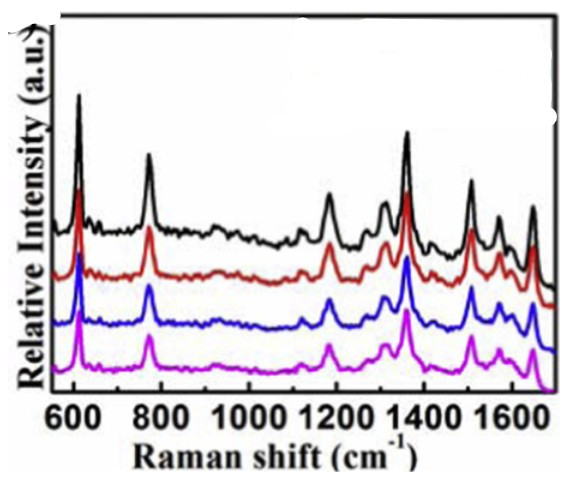 Relative Intensity (a.u.)
600 800 1000 1200 1400 1600
Raman shift (cm⁻¹)